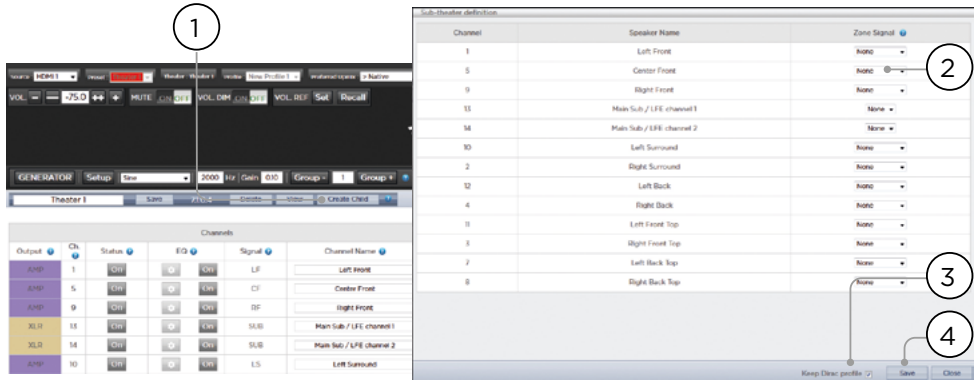 1
Source HDMI 1 Preset Theater 1 Theater Theater 1 Profile New Profile 1 Preferred Upmix > Native
VOL. -75.0 MUTE ON OFF VOL. DIM ON OFF VOL. REF Set Recall
GENERATOR Setup Sine 2000 Hz Gain 0.10 Group - 1 Group +
Theater 1 Save Delete View Create Child
Channels
Output Ch. Status EQ Signal Channel Name
AMP 1 On On LF Left Front
AMP 5 On On CF Center Front
AMP 9 On On RF Right Front
XLR 13 On On SUB Main Sub / LFE channel 1
XLR 14 On On SUB Main Sub / LFE channel 2
AMP 10 On On LS Left Surround
Sub-theater definition
Channel Speaker Name Zone Signal
1 Left Front None
5 Center Front None
2
9 Right Front None
13 Main Sub / LFE channel 1 None
14 Main Sub / LFE channel 2 None
10 Left Surround None
2 Right Surround None
12 Left Back None
4 Right Back None
11 Left Front Top None
3 Right Front Top None
7 Left Back Top None
8 Right Back Top None
3
4
Keep Dirac profile Save Close